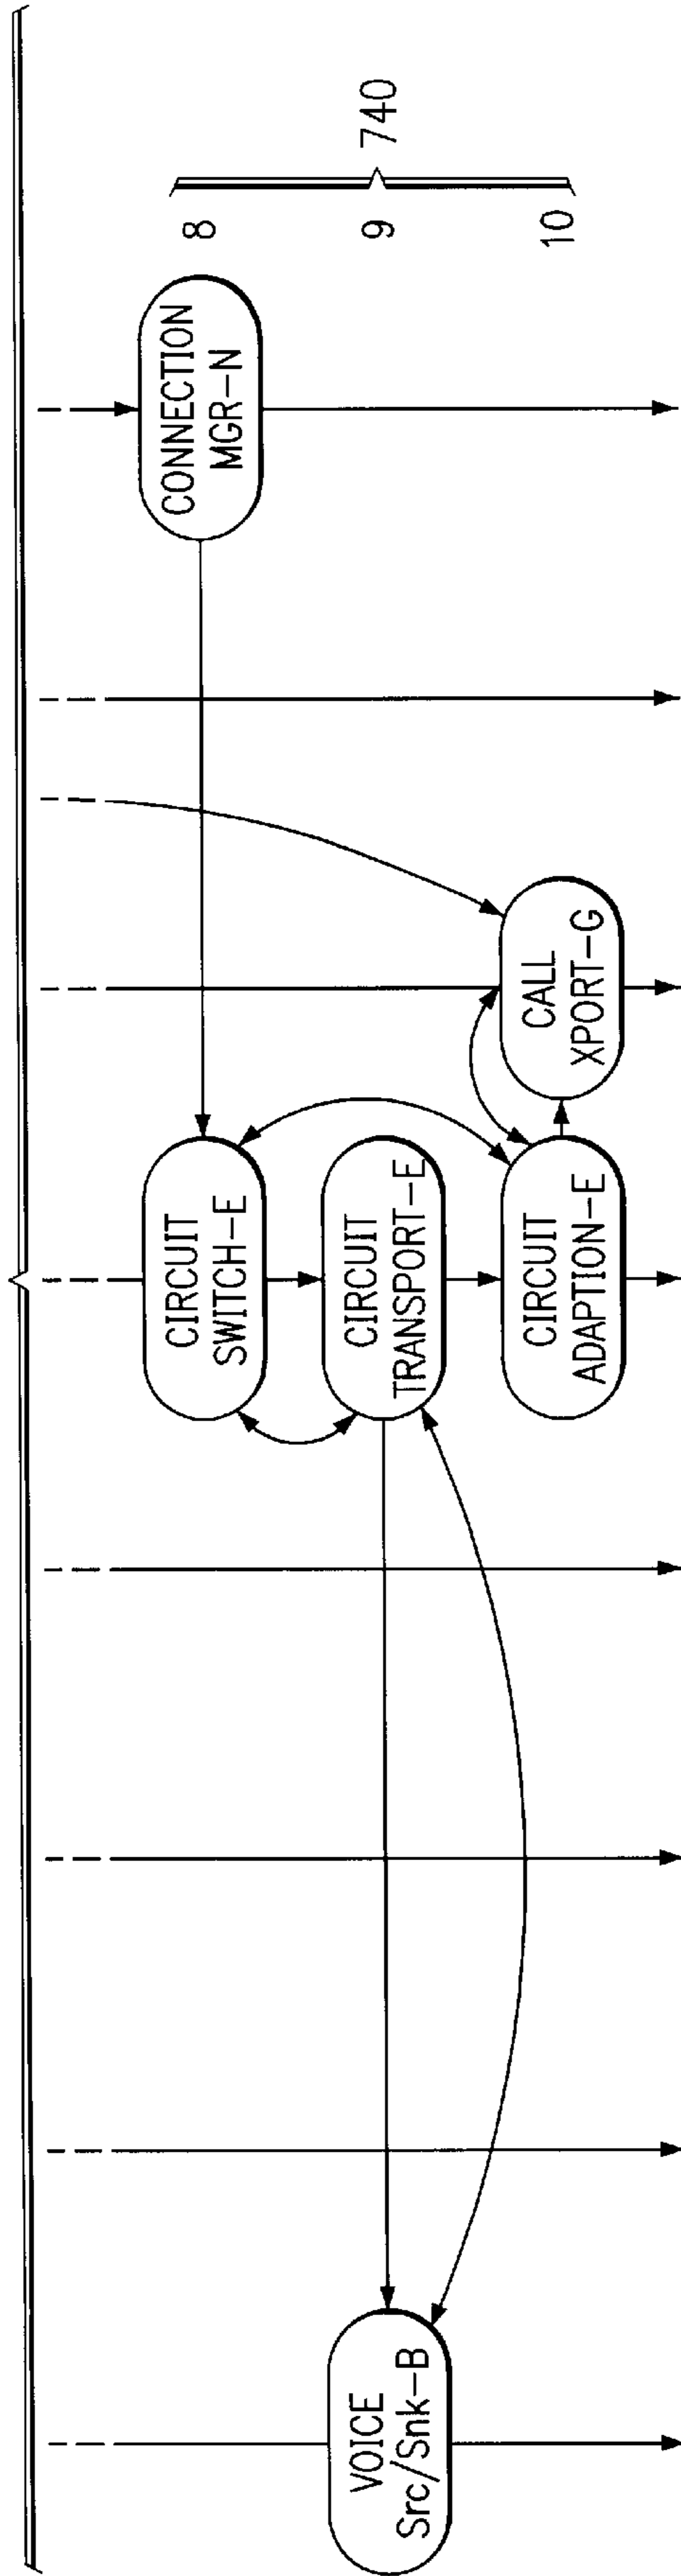 8
CONNECTION
MGR-N
CIRCUIT
SWITCH-E
9
740
CIRCUIT
TRANSPORT-E
VOICE
Src/Snk-B
10
CALL
XPORT-G
CIRCUIT
ADAPTION-E